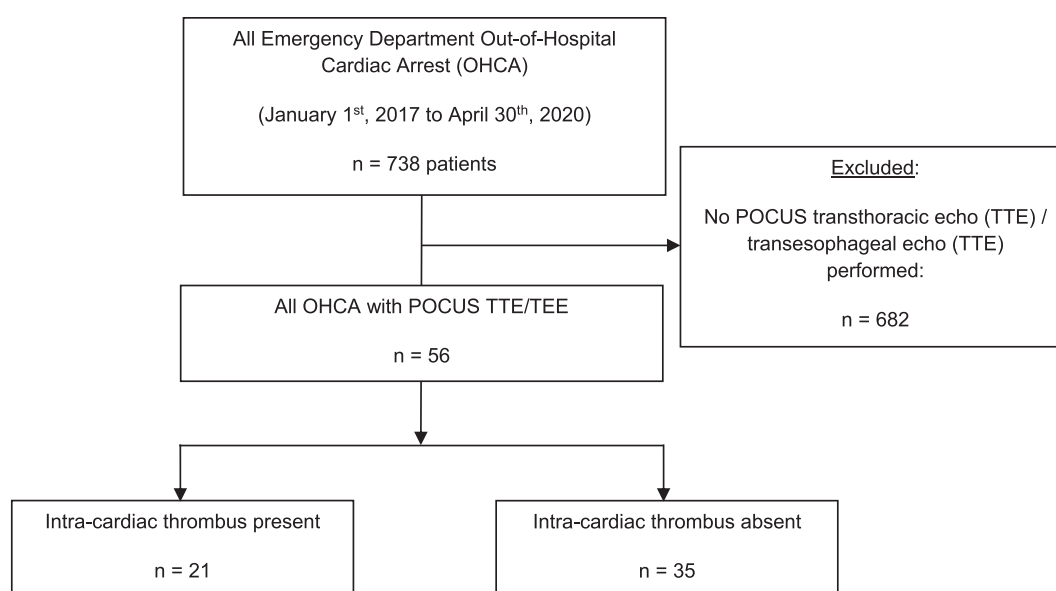 All Emergency Department Out-of-Hospital
Cardiac Arrest (OHCA)
(January 1st, 2017 to April 30th, 2020)
n = 738 patients
Excluded:
No POCUS transthoracic echo (TTE) /
transesophageal echo (TTE)
performed:
n = 682
All OHCA with POCUS TTE/TEE
n = 56
Intra-cardiac thrombus present
n = 21
Intra-cardiac thrombus absent
n = 35